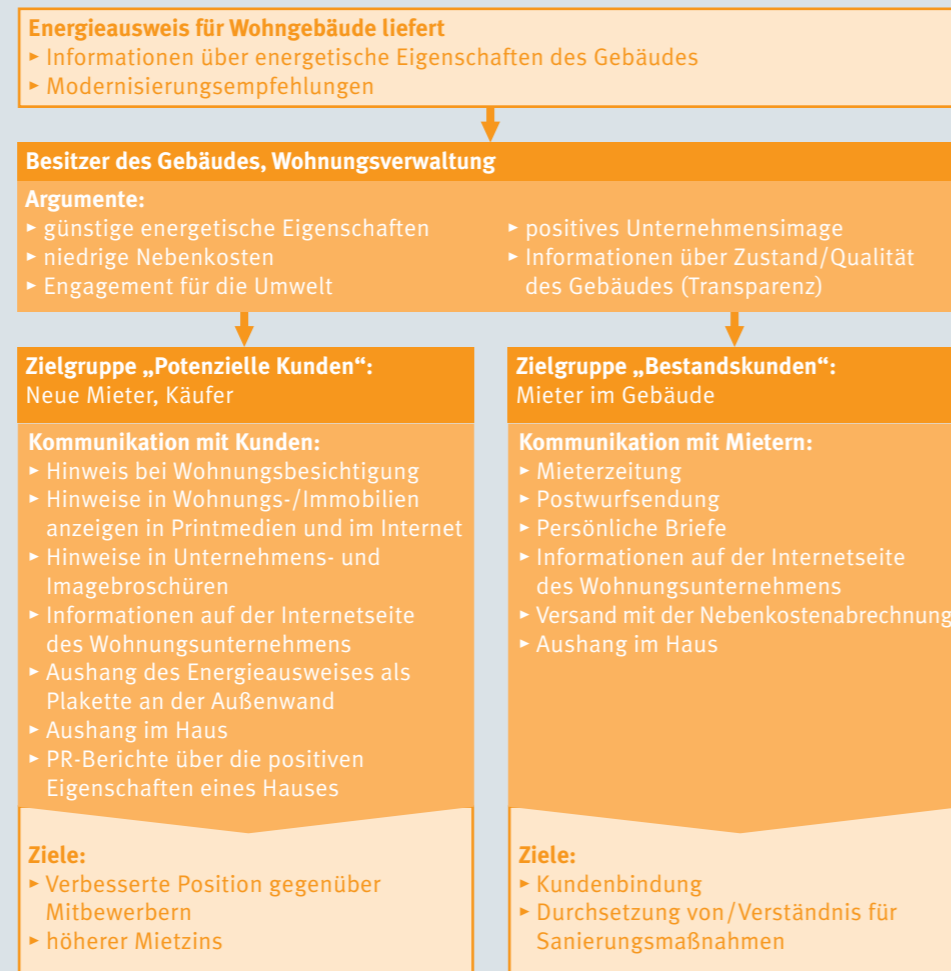 Energieausweis für Wohngebäude liefert
▸ Informationen über energetische Eigenschaften des Gebäudes
▸ Modernisierungsempfehlungen
Besitzer des Gebäudes, Wohnungsverwaltung
Argumente:
▸ günstige energetische Eigenschaften
▸ niedrige Nebenkosten
▸ Engagement für die Umwelt
▸ positives Unternehmensimage
▸ Informationen über Zustand/Qualität
des Gebäudes (Transparenz)
Zielgruppe „Potenzielle Kunden“:
Neue Mieter, Käufer
Kommunikation mit Kunden:
▸ Hinweis bei Wohnungsbesichtigung
▸ Hinweise in Wohnungs-/Immobilien
anzeigen in Printmedien und im Internet
▸ Hinweise in Unternehmens- und
Imagebroschüren
▸ Informationen auf der Internetseite
des Wohnungsunternehmens
▸ Aushang des Energieausweises als
Plakette an der Außenwand
▸ Aushang im Haus
▸ PR-Berichte über die positiven
Eigenschaften eines Hauses
Ziele:
▸ Verbesserte Position gegenüber
Mitbewerbern
▸ höherer Mietzins
Zielgruppe „Bestandskunden“:
Mieter im Gebäude
Kommunikation mit Mietern:
▸ Mieterzeitung
▸ Postwurfsendung
▸ Persönliche Briefe
▸ Informationen auf der Internetseite
des Wohnungsunternehmens
▸ Versand mit der Nebenkostenabrechnung
▸ Aushang im Haus
Ziele:
▸ Kundenbindung
▸ Durchsetzung von/Verständnis für
Sanierungsmaßnahmen